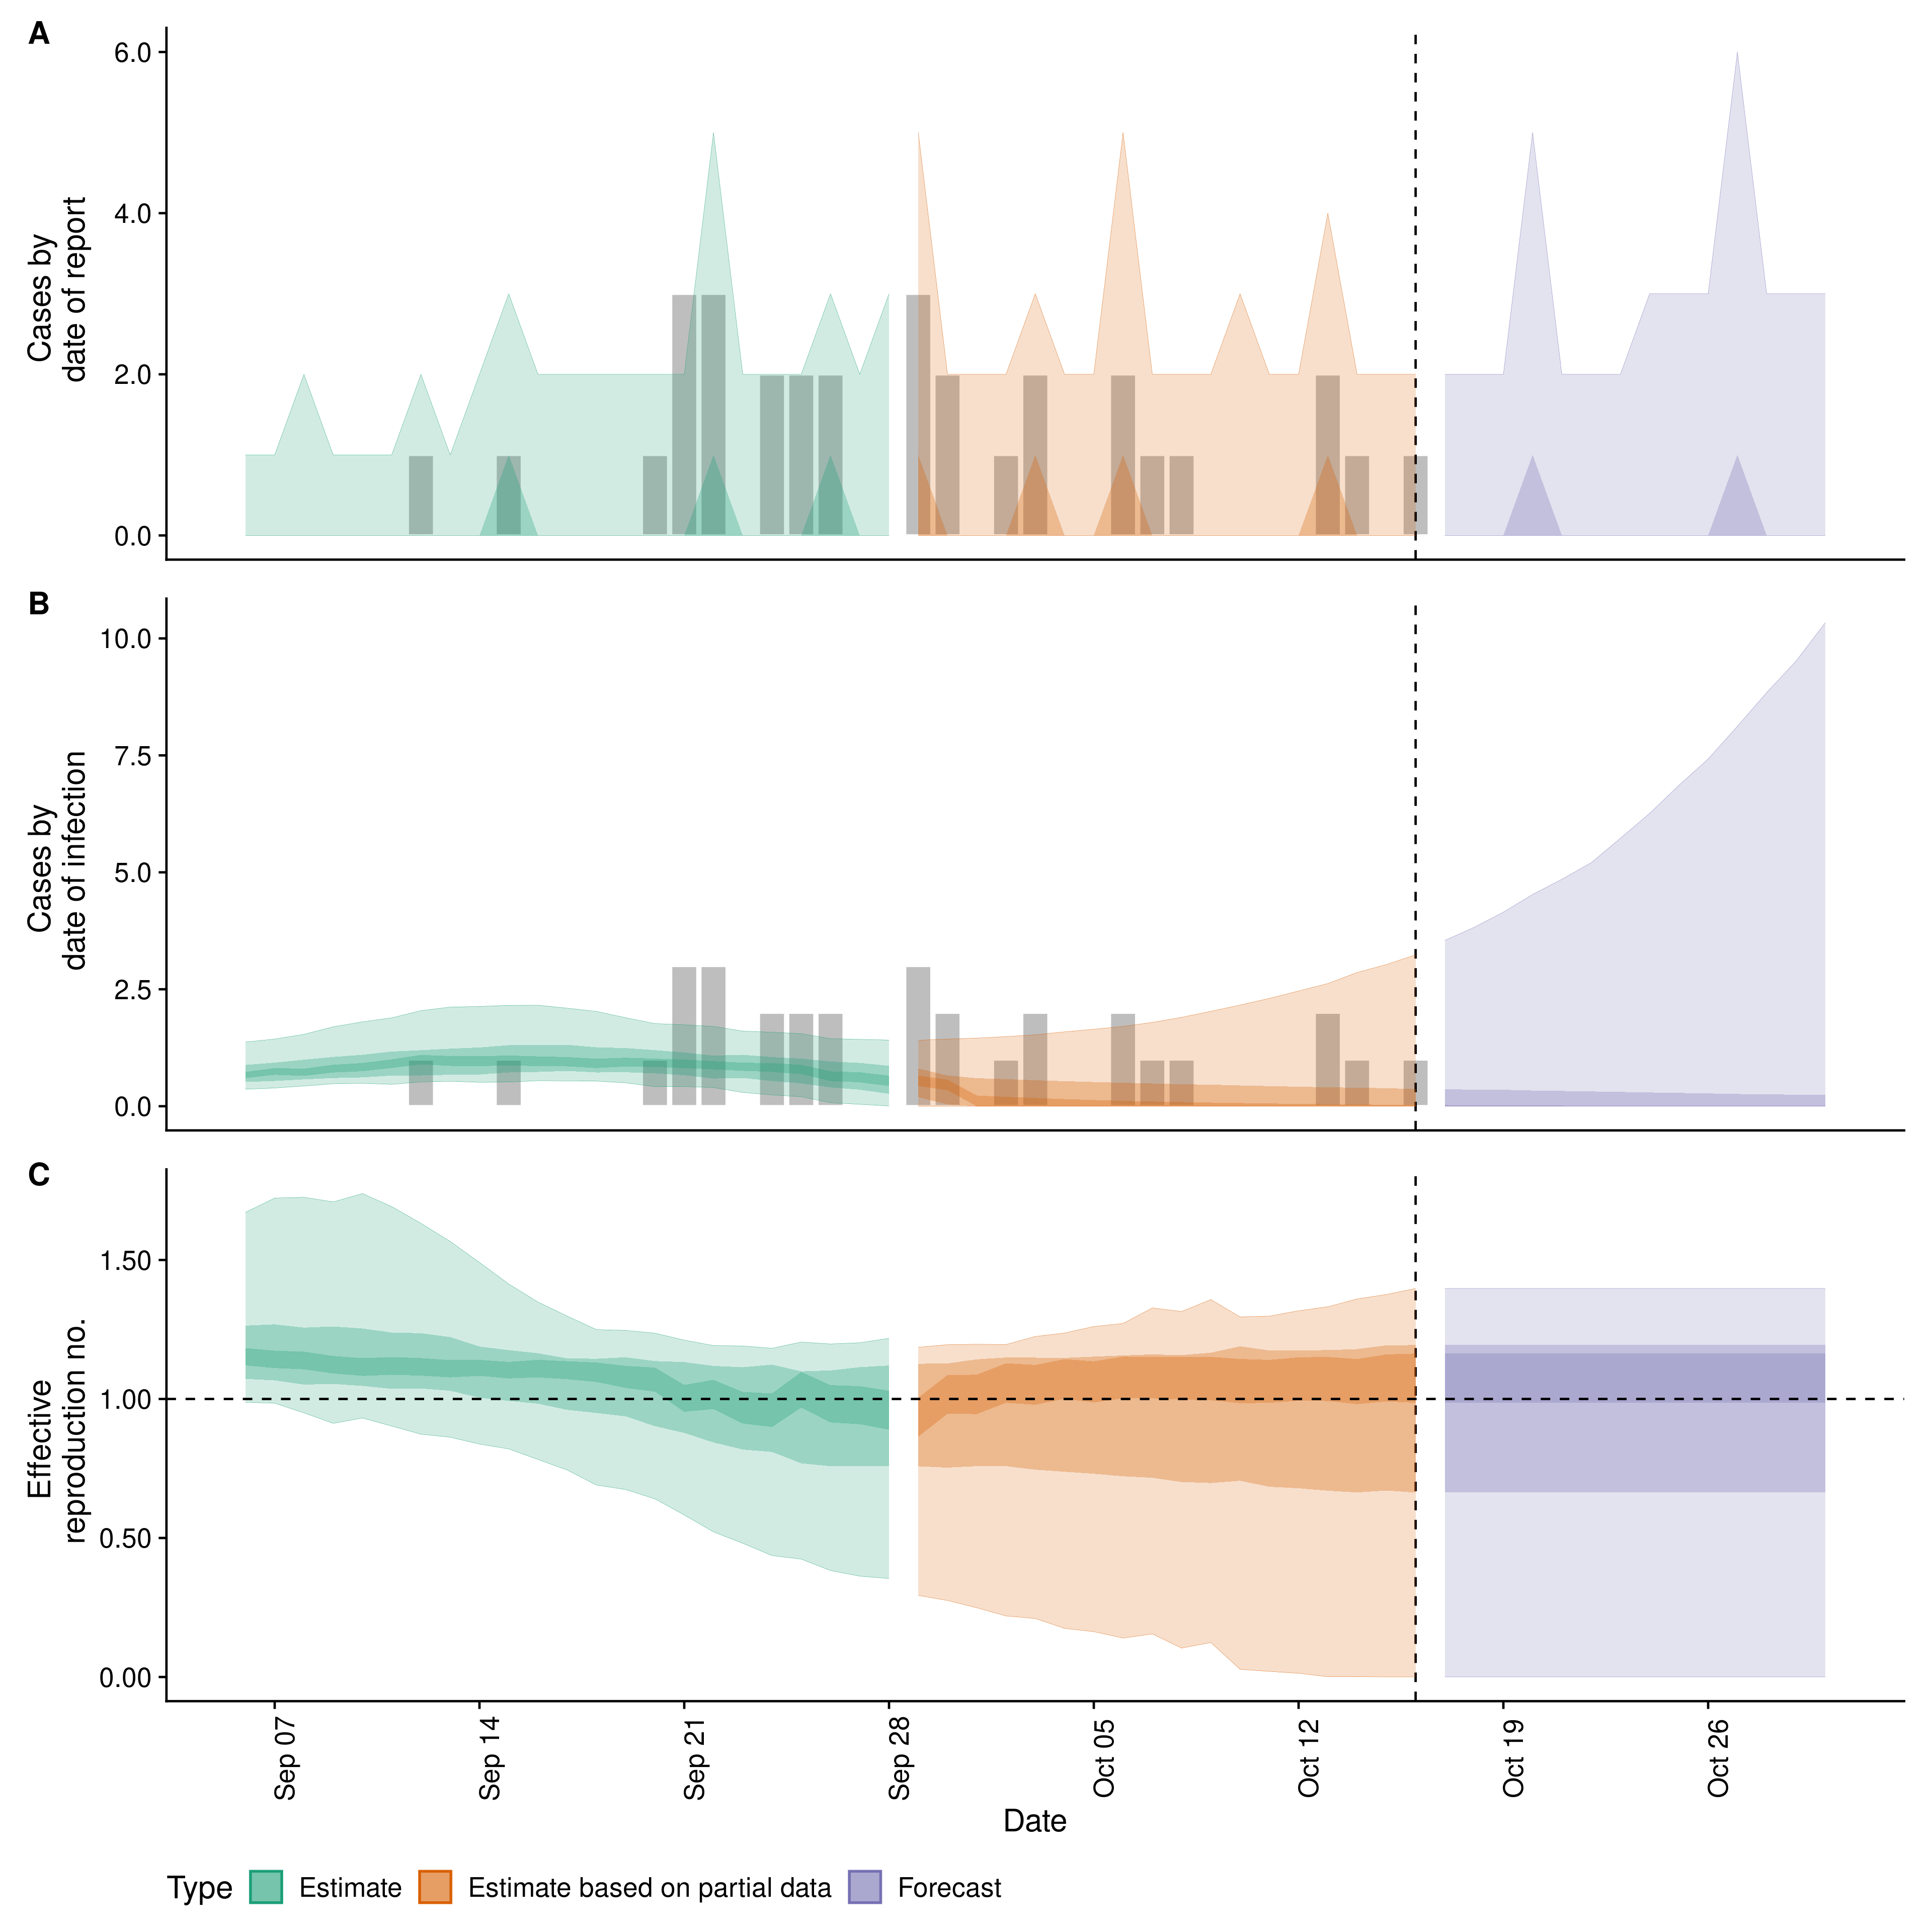 A
6.0
4.0
2.0
0.0
Cases by
date of report
B
10.0
7.5
5.0
2.5
0.0
Cases by
date of infection
C
1.50
1.00
0.50
0.00
Effective
reproduction no.
Sep 07
Sep 14
Sep 21
Sep 28
Oct 05
Oct 12
Oct 19
Oct 26
Date
Type Estimate Estimate based on partial data Forecast